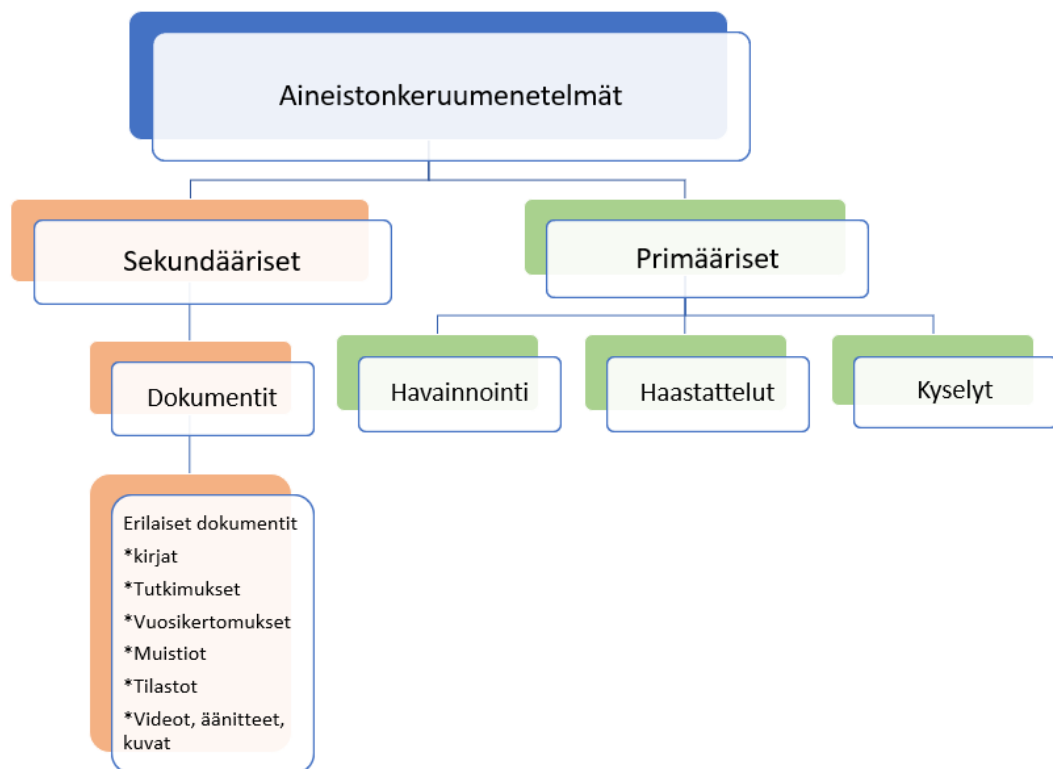 Aineistonkeruumenetelmät
Sekundääriset
Primääriset
Dokumentit
Havainnointi
Haastattelut
Kyselyt
Erilaiset dokumentit
*kirjat
*Tutkimukset
*Vuosikertomukset
*Muistiot
*Tilastot
*Videot, äänitteet,
kuvat